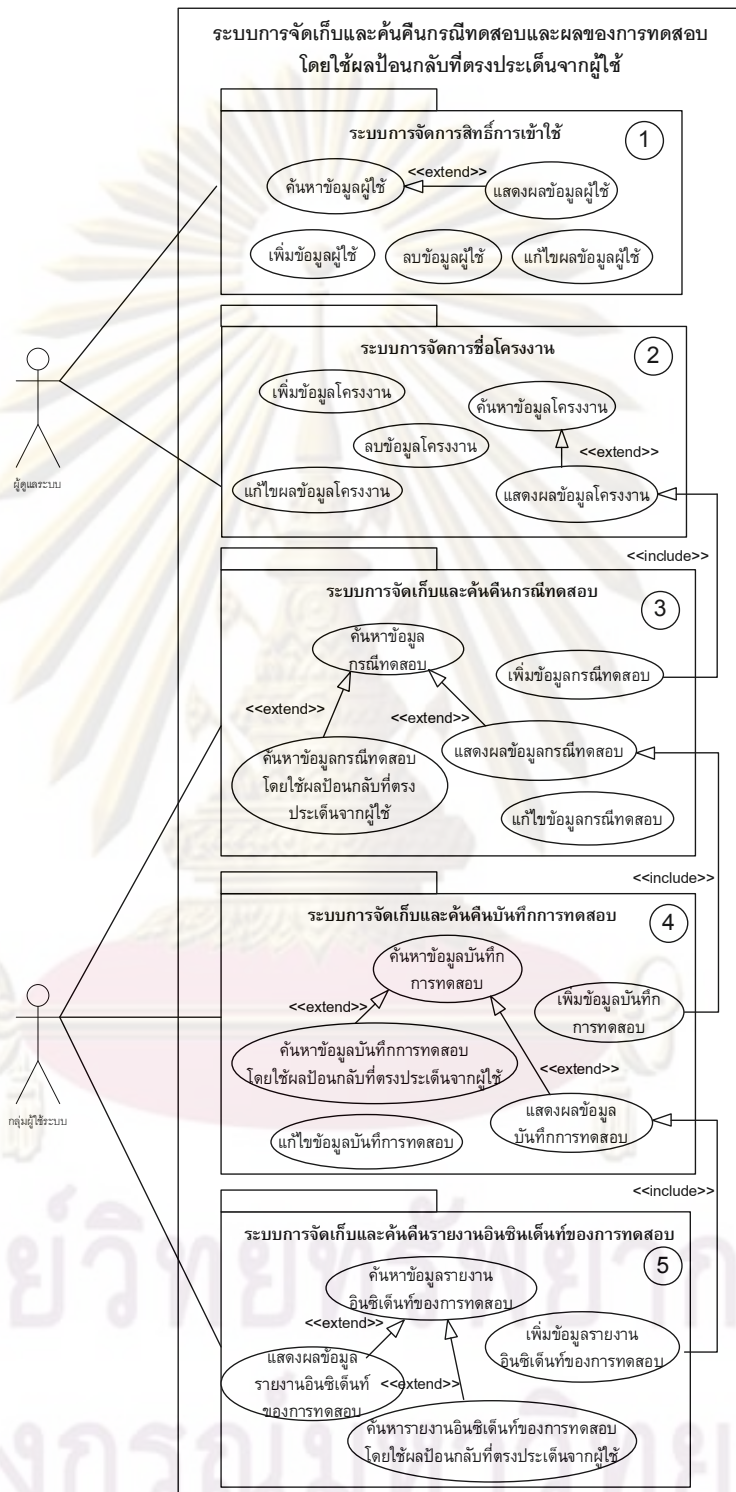 ระบบการจัดเก็บและค้นคืนกรณีทดสอบและผลของการทดสอบ
โดยใช้ผลป้อนกลับที่ตรงประเด็นจากผู้ใช้
ระบบการจัดการสิทธิ์การเข้าใช้
1
<<extend>>
ค้นหาข้อมูลผู้ใช้
แสดงผลข้อมูลผู้ใช้
เพิ่มข้อมูลผู้ใช้
ลบข้อมูลผู้ใช้
แก้ไขผลข้อมูลผู้ใช้
ระบบการจัดการชื่อโครงงาน
2
เพิ่มข้อมูลโครงงาน
ค้นหาข้อมูลโครงงาน
ลบข้อมูลโครงงาน
<<extend>>
แก้ไขผลข้อมูลโครงงาน
แสดงผลข้อมูลโครงงาน
ผู้ดูแลระบบ
<<include>>
ระบบการจัดเก็บและค้นคืนกรณีทดสอบ
3
ค้นหาข้อมูล
กรณีทดสอบ
เพิ่มข้อมูลกรณีทดสอบ
<<extend>>
<<extend>>
แสดงผลข้อมูลกรณีทดสอบ
ค้นหาข้อมูลกรณีทดสอบ
โดยใช้ผลป้อนกลับที่ตรง
ประเด็นจากผู้ใช้
แก้ไขข้อมูลกรณีทดสอบ
<<include>>
ระบบการจัดเก็บและค้นคืนบันทึกการทดสอบ
4
ค้นหาข้อมูลบันทึก
การทดสอบ
เพิ่มข้อมูลบันทึก
การทดสอบ
<<extend>>
ค้นหาข้อมูลบันทึกการทดสอบ
โดยใช้ผลป้อนกลับที่ตรงประเด็นจากผู้ใช้
<<extend>>
แสดงผลข้อมูล
บันทึกการทดสอบ
แก้ไขข้อมูลบันทึการทดสอบ
กลุ่มผู้ใช้ระบบ
<<include>>
ระบบการจัดเก็บและค้นคืนรายงานอินซินเด็นท์ของการทดสอบ
5
ค้นหาข้อมูลรายงาน
อินซิเด็นท์ของการทดสอบ
<<extend>>
เพิ่มข้อมูลรายงาน
อินซิเด็นท์ของการทดสอบ
แสดงผลข้อมูล
รายงานอินซิเด็นท์
ของการทดสอบ
<<extend>>
ค้นหารายงานอินซิเด็นท์ของการทดสอบ
โดยใช้ผลป้อนกลับที่ตรงประเด็นจากผู้ใช้